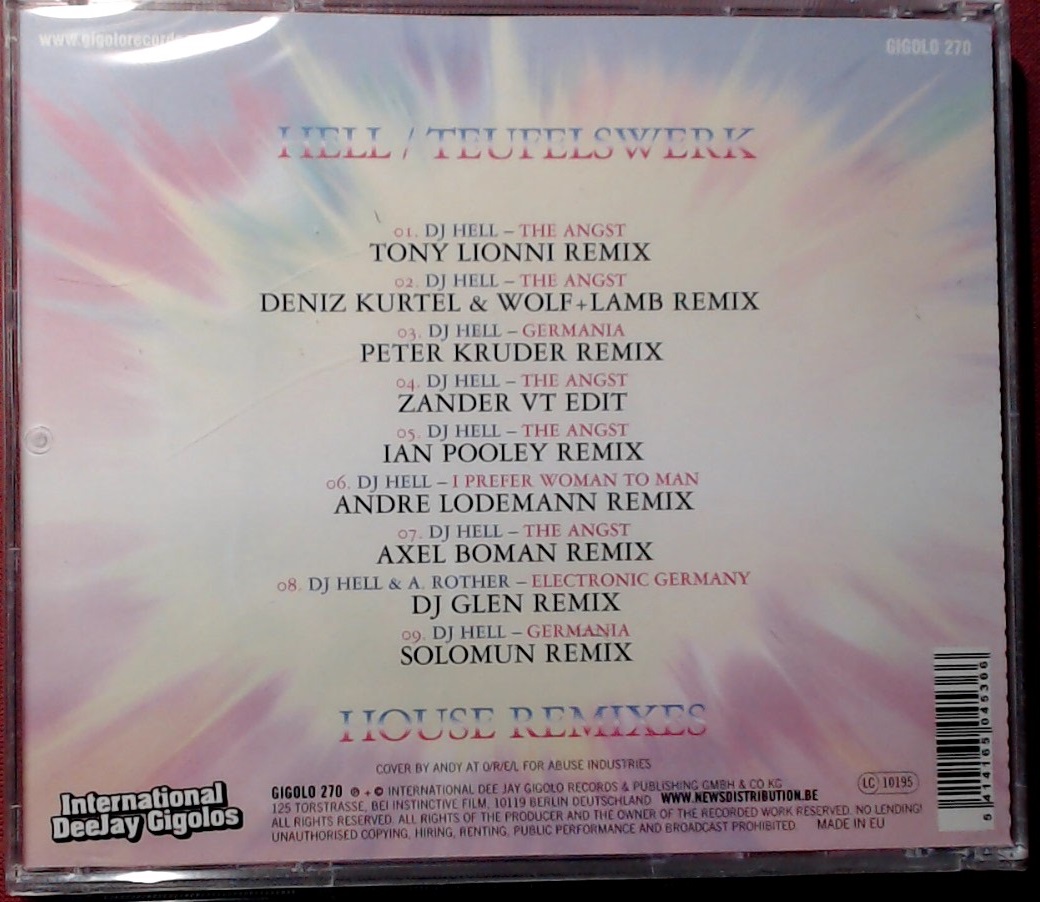 www.gigolorecords
GIGOLO 270
HELL / TEUFELSWERK
01. DJ HELL – THE ANGST
TONY LIONNI REMIX
02. DJ HELL – THE ANGST
DENIZ KURTEL & WOLF+LAMB REMIX
03. DJ HELL – GERMANIA
PETER KRUDER REMIX
04. DJ HELL – THE ANGST
ZANDER VT EDIT
05. DJ HELL – THE ANGST
IAN POOLEY REMIX
06. DJ HELL – I PREFER WOMAN TO MAN
ANDRE LODEMANN REMIX
07. DJ HELL – THE ANGST
AXEL BOMAN REMIX
08. DJ HELL & A. ROTHER – ELECTRONIC GERMANY
DJ GLEN REMIX
09. DJ HELL – GERMANIA
SOLOMUN REMIX
HOUSE REMIXES
COVER BY ANDY AT O/R/E/L FOR ABUSE INDUSTRIES
International
DeeJay Gigolos
GIGOLO 270 ℗ + © INTERNATIONAL DEE JAY GIGOLO RECORDS & PUBLISHING GMBH & CO KG
125 TORSTRASSE, BEI INSTINCTIVE FILM, 10119 BERLIN DEUTSCHLAND WWW.NEWSDISTRIBUTION.BE
ALL RIGHTS RESERVED. ALL RIGHTS OF THE PRODUCER AND THE OWNER OF THE RECORDED WORK RESERVED. NO LENDING!
UNAUTHORISED COPYING, HIRING, RENTING, PUBLIC PERFORMANCE AND BROADCAST PROHIBITED MADE IN EU
LC 10195
5 414165 045366